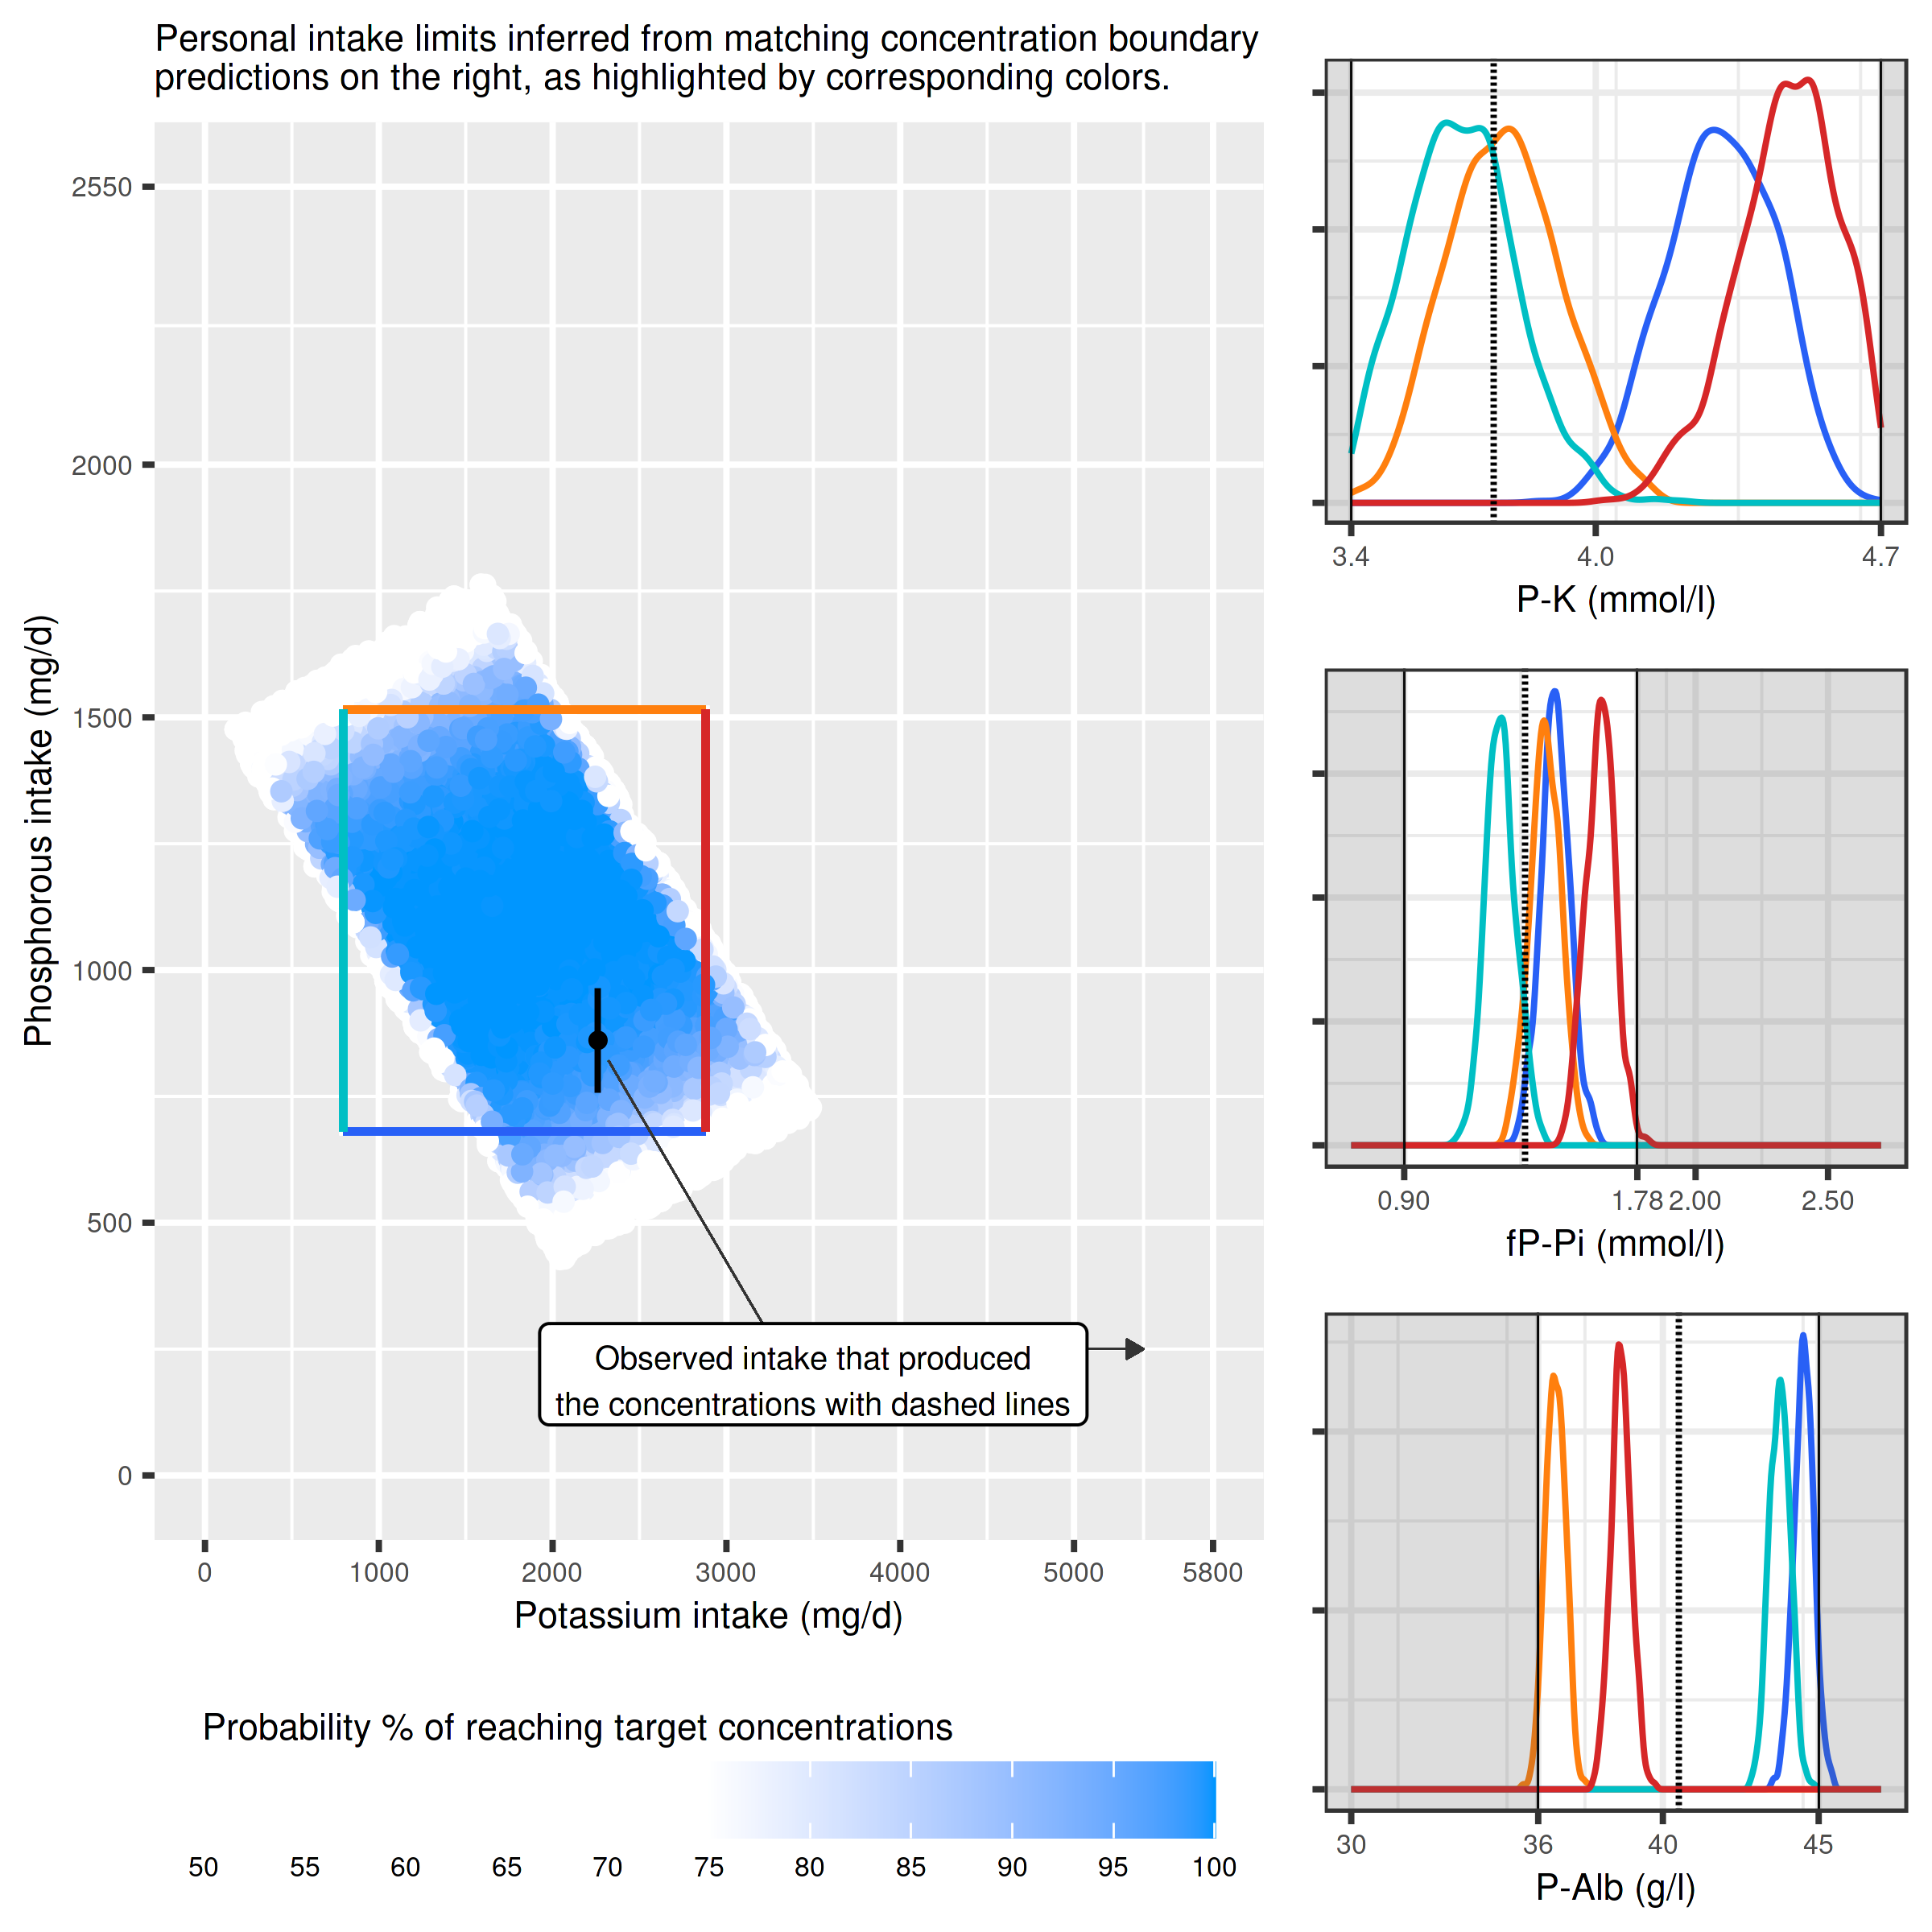 Personal intake limits inferred from matching concentration boundary
predictions on the right, as highlighted by corresponding colors.
Phosphorous intake (mg/d)
2550
2000
1500
1000
500
0
Observed intake that produced
the concentrations with dashed lines
0 1000 2000 3000 4000 5000 5800
Potassium intake (mg/d)
Probability % of reaching target concentrations
50 55 60 65 70 75 80 85 90 95 100
3.4 4.0 4.7
P-K (mmol/l)
0.90 1.78 2.00 2.50
fP-Pi (mmol/l)
30 36 40 45
P-Alb (g/l)